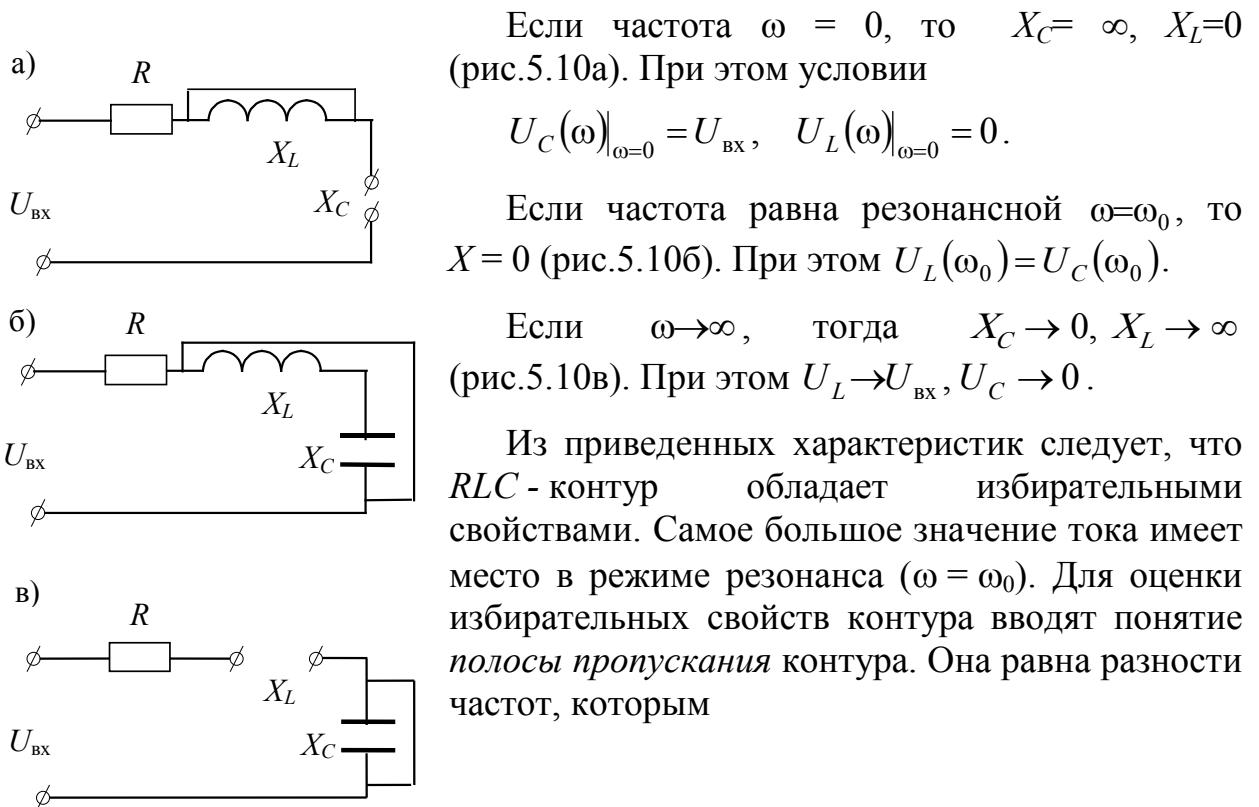 а)
R
X_L
X_C
U_вх
б)
R
X_L
X_C
U_вх
в)
R
X_L
X_C
U_вх
Если частота ω = 0, то X_C= ∞, X_L=0
(рис.5.10а). При этом условии
U_C(ω)|_ω=0 = U_вх, U_L(ω)|_ω=0 = 0.
Если частота равна резонансной ω=ω_0, то
X = 0 (рис.5.10б). При этом U_L(ω_0)=U_C(ω_0).
Если ω→∞, тогда X_C → 0, X_L → ∞
(рис.5.10в). При этом U_L→U_вх, U_C → 0.
Из приведенных характеристик следует, что
RLC - контур обладает избирательными
свойствами. Самое большое значение тока имеет
место в режиме резонанса (ω = ω_0). Для оценки
избирательных свойств контура вводят понятие
полосы пропускания контура. Она равна разности
частот, которым